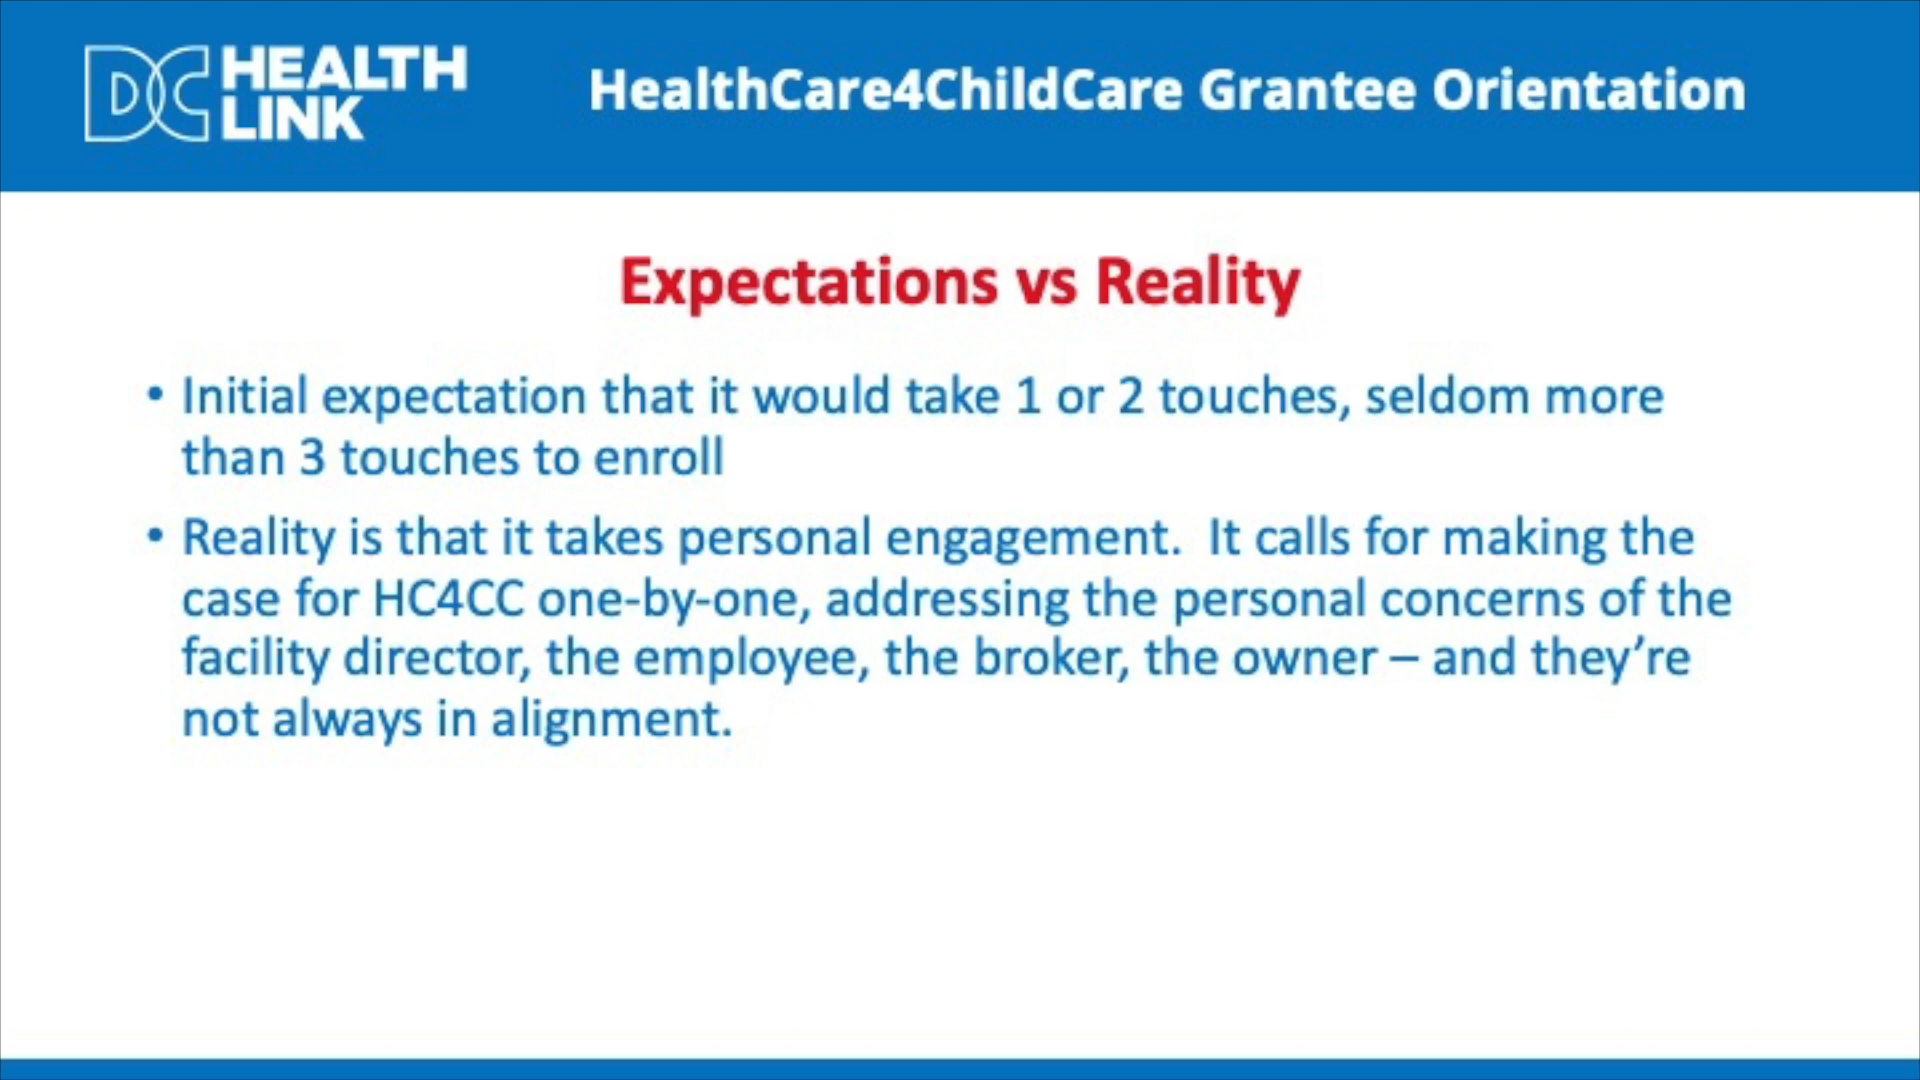 DC HEALTH
LINK
HealthCare4ChildCare Grantee Orientation
Expectations vs Reality
• Initial expectation that it would take 1 or 2 touches, seldom more
than 3 touches to enroll
• Reality is that it takes personal engagement.  It calls for making the
case for HC4CC one-by-one, addressing the personal concerns of the
facility director, the employee, the broker, the owner – and they’re
not always in alignment.